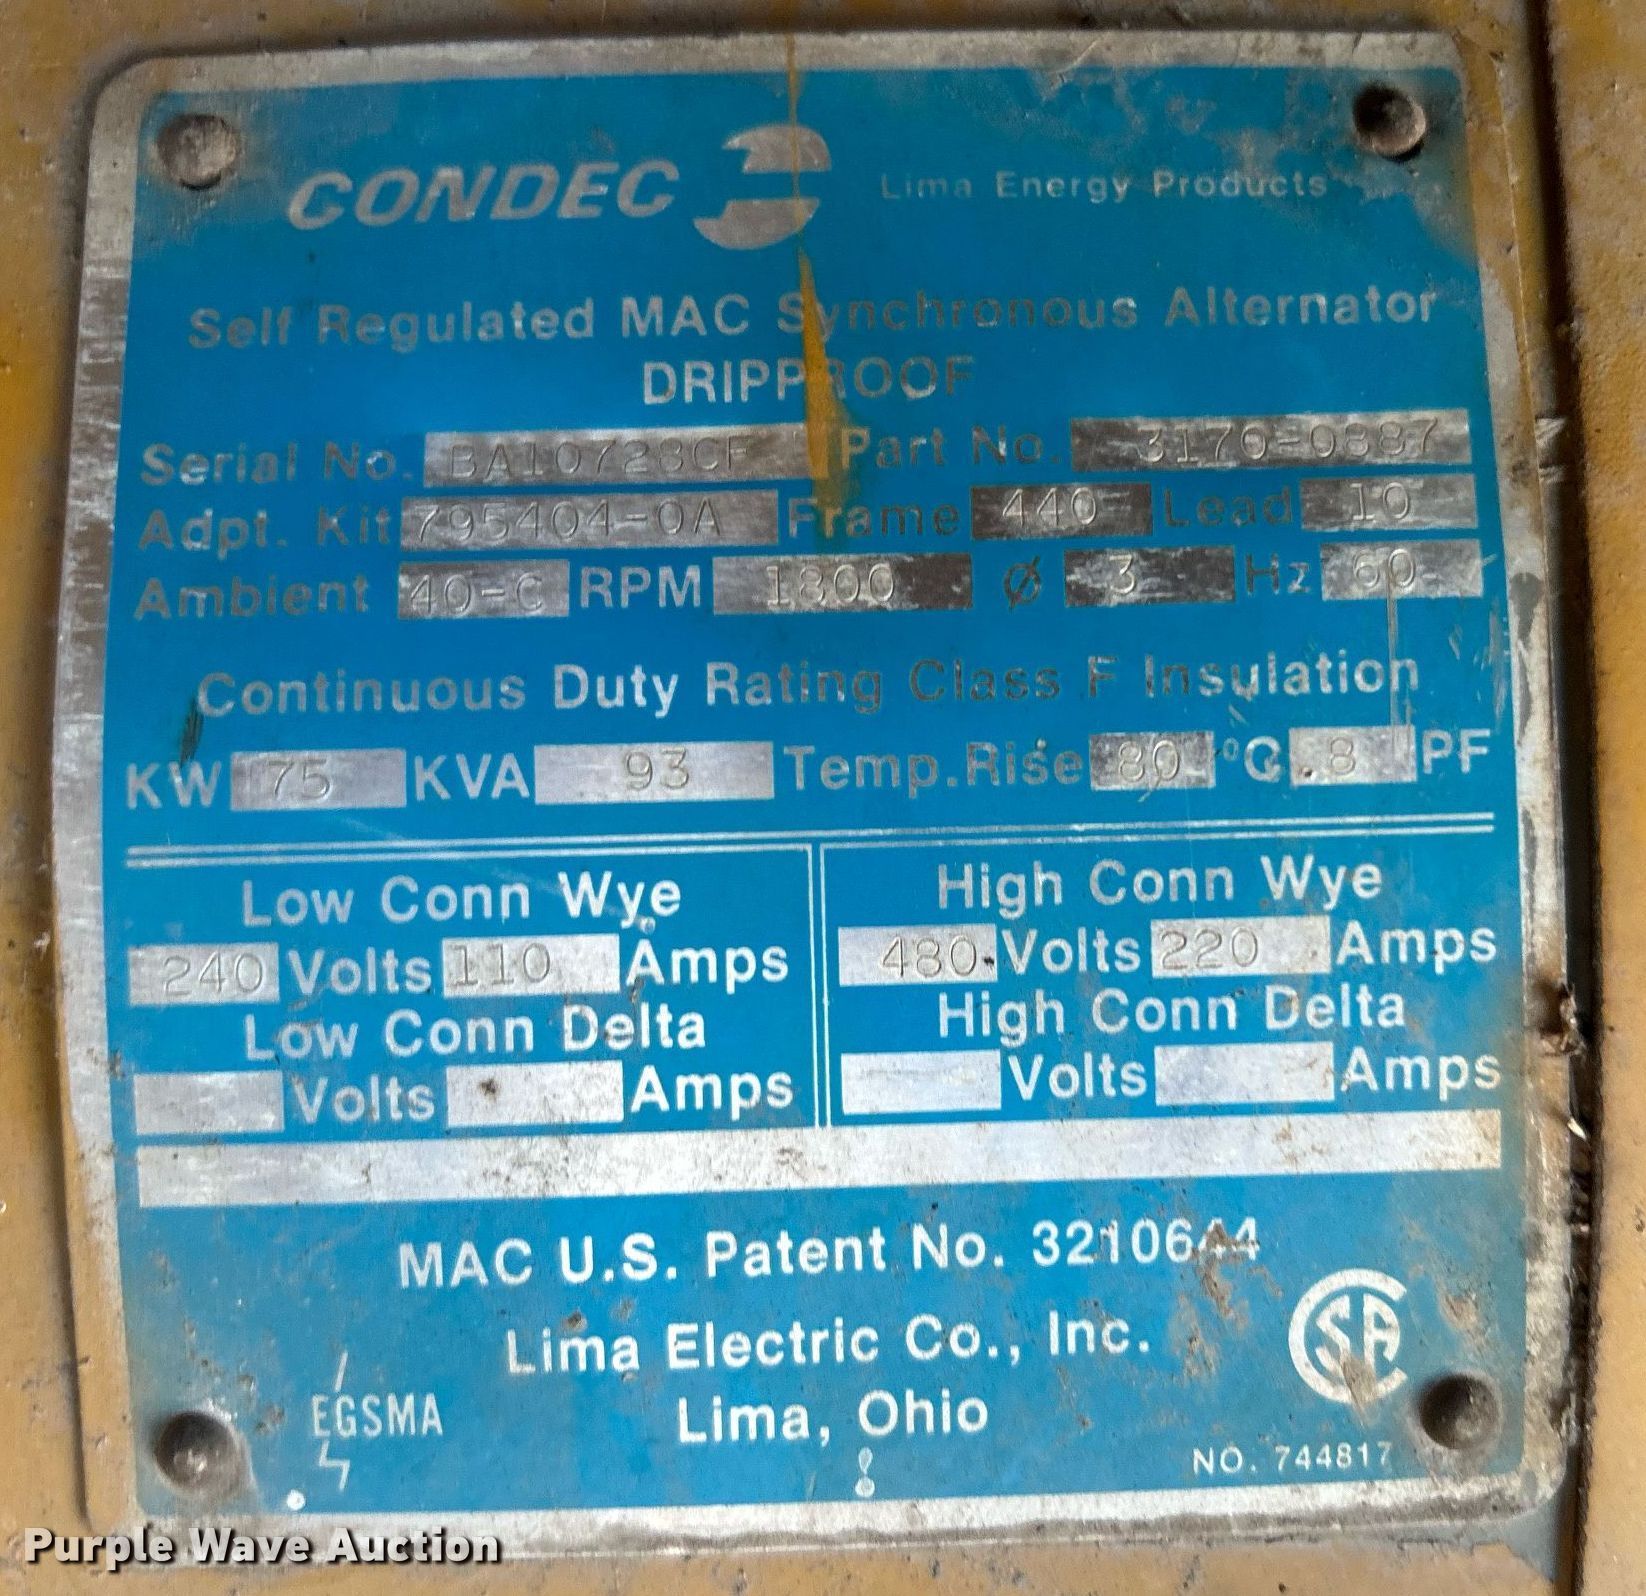 CONDEC Lima Energy Products
Self Regulated MAC Synchronous Alternator
DRIPPROOF
Serial No. BA10728CF Part No. 3170-0887
Adpt. Kit 795404-0A Frame 440 Lead 10
Ambient 40-C RPM 1800 Ø 3 Hz 60
Continuous Duty Rating Class F Insulation
KW 75 KVA 93 Temp.Rise 80 °C .8 PF
Low Conn Wye
240 Volts 110 Amps
Low Conn Delta
Volts Amps
High Conn Wye
480 Volts 220 Amps
High Conn Delta
Volts Amps
MAC U.S. Patent No. 3210644
Lima Electric Co., Inc.
Lima, Ohio
EGSMA
SA
NO. 744817
Purple Wave Auction